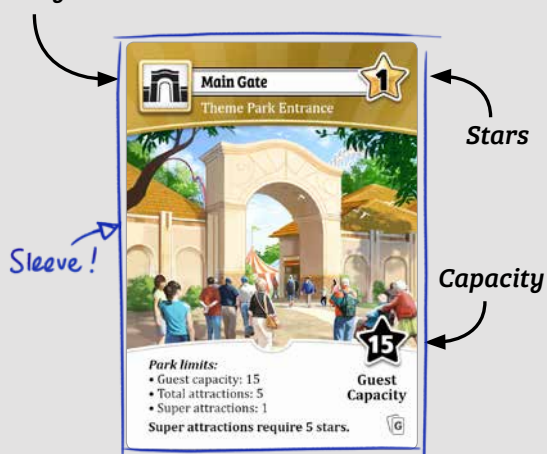 Main Gate
1
Theme Park Entrance
Stars
Sleeve!
Capacity
15
Park limits:
• Guest capacity: 15
• Total attractions: 5
• Super attractions: 1
Super attractions require 5 stars.
Guest
Capacity
G